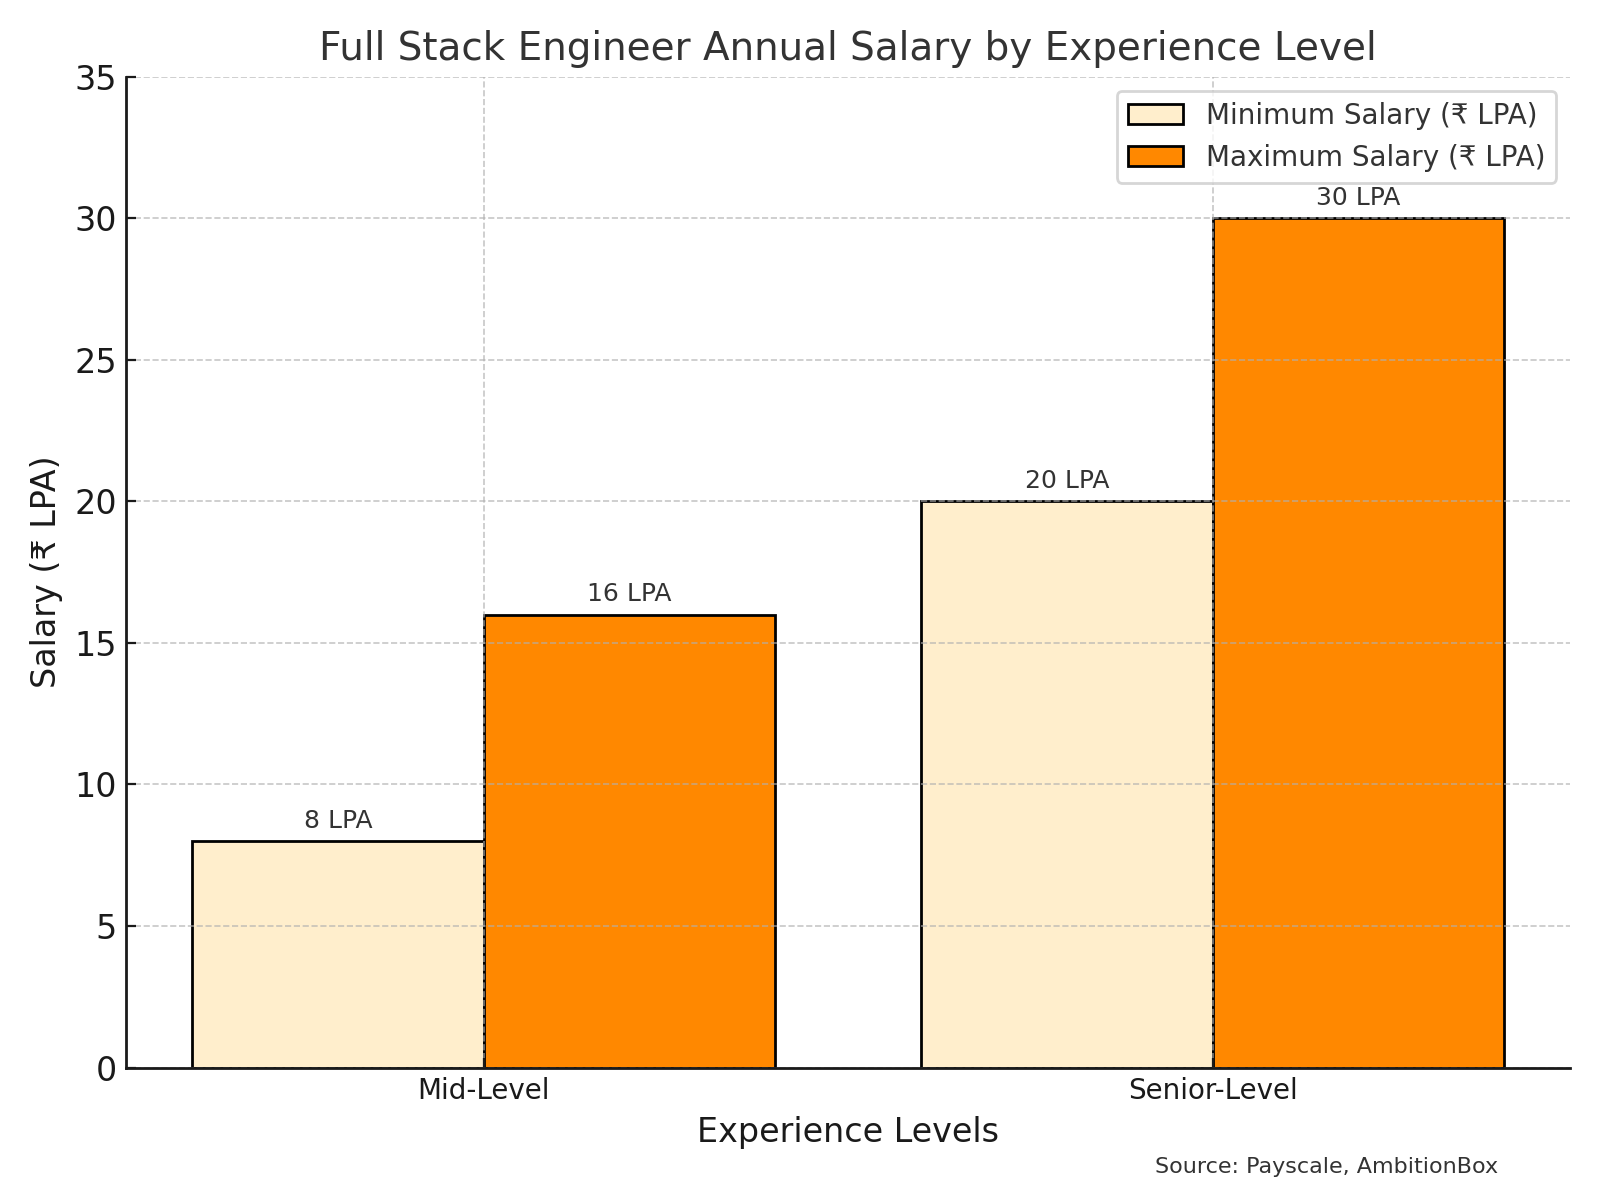 Full Stack Engineer Annual Salary by Experience Level
35
30
25
20
15
10
5
0
Salary (₹ LPA)
Minimum Salary (₹ LPA)
Maximum Salary (₹ LPA)
30 LPA
20 LPA
16 LPA
8 LPA
Mid-Level
Senior-Level
Experience Levels
Source: Payscale, AmbitionBox